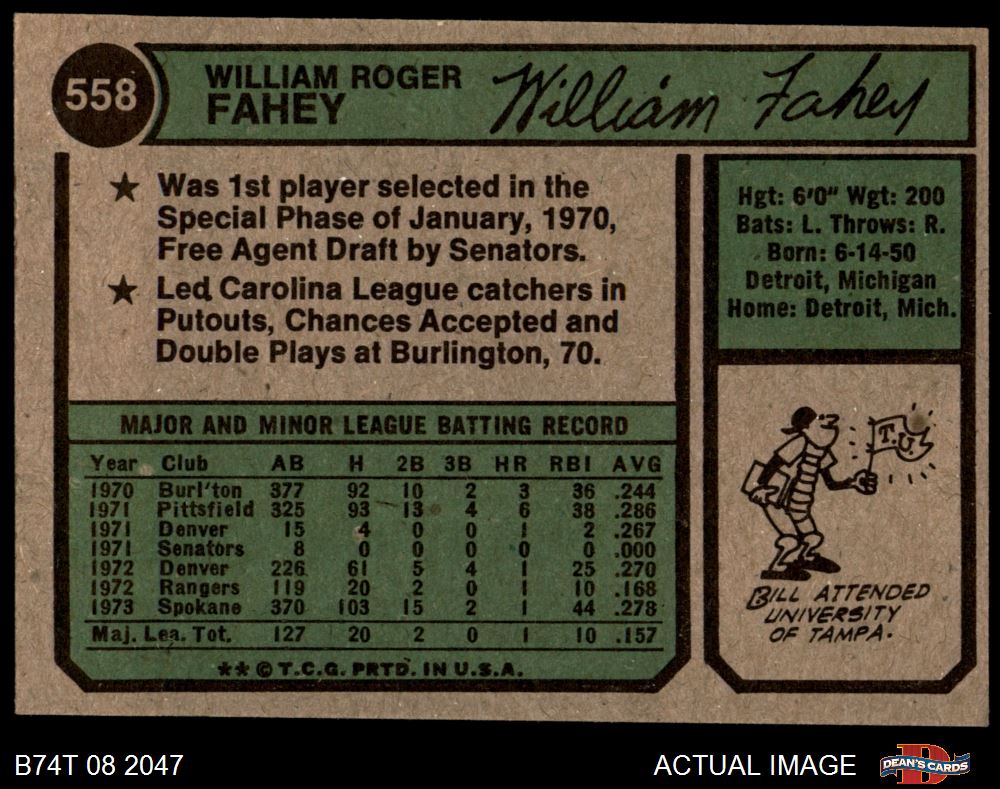 558
WILLIAM ROGER
FAHEY
William Fahey
★ Was 1st player selected in the
Special Phase of January, 1970,
Free Agent Draft by Senators.
★ Led Carolina League catchers in
Putouts, Chances Accepted and
Double Plays at Burlington, 70.
Hgt: 6'0" Wgt: 200
Bats: L. Throws: R.
Born: 6-14-50
Detroit, Michigan
Home: Detroit, Mich.
MAJOR AND MINOR LEAGUE BATTING RECORD
Year Club AB H 2B 3B HR RBI AVG
1970 Burl'ton 377 92 10 2 3 36 .244
1971 Pittsfield 325 93 13 4 6 38 .286
1971 Denver 15 4 0 0 1 2 .267
1971 Senators 8 0 0 0 0 0 .000
1972 Denver 226 61 5 4 1 25 .270
1972 Rangers 119 20 2 0 1 10 .168
1973 Spokane 370 103 15 2 1 44 .278
Maj. Lea. Tot. 127 20 2 0 1 10 .157
** © T.C.G. PRTD. IN U.S.A.
T.U.
BILL ATTENDED
UNIVERSITY
OF TAMPA.
B74T 08 2047
ACTUAL IMAGE
D
DEAN'S CARDS